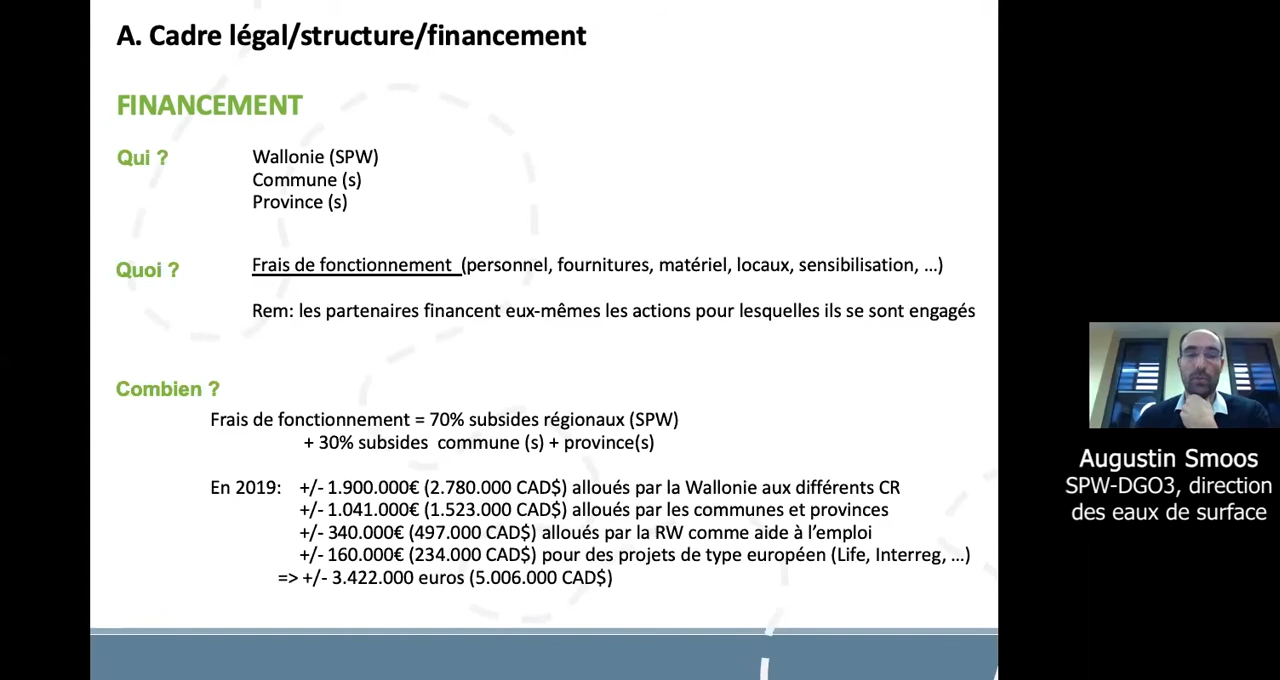 A. Cadre légal/structure/financement
FINANCEMENT
Qui ?
Wallonie (SPW)
Commune (s)
Province (s)
Quoi ?
Frais de fonctionnement (personnel, fournitures, matériel, locaux, sensibilisation, ...)
Rem: les partenaires financent eux-mêmes les actions pour lesquelles ils se sont engagés
Combien ?
Frais de fonctionnement = 70% subsides régionaux (SPW)
+ 30% subsides commune (s) + province(s)
En 2019: +/- 1.900.000€ (2.780.000 CAD$) alloués par la Wallonie aux différents CR
+/- 1.041.000€ (1.523.000 CAD$) alloués par les communes et provinces
+/- 340.000€ (497.000 CAD$) alloués par la RW comme aide à l'emploi
+/- 160.000€ (234.000 CAD$) pour des projets de type européen (Life, Interreg, ...)
=> +/- 3.422.000 euros (5.006.000 CAD$)
Augustin Smoos
SPW-DGO3, direction
des eaux de surface